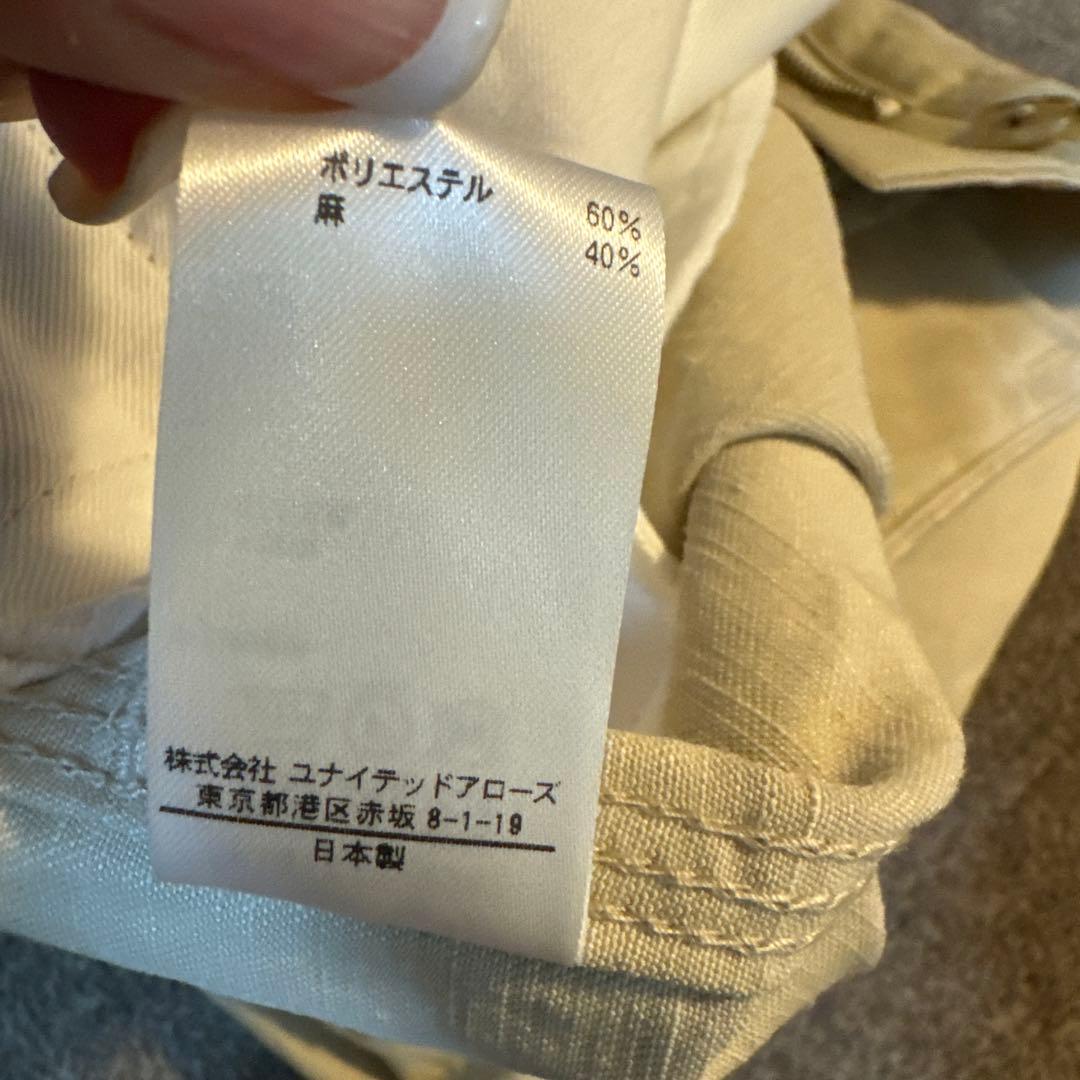 ポリエステル 60%
麻 40%
株式会社 ユナイテッドアローズ
東京都港区赤坂 8-1-19
日本製